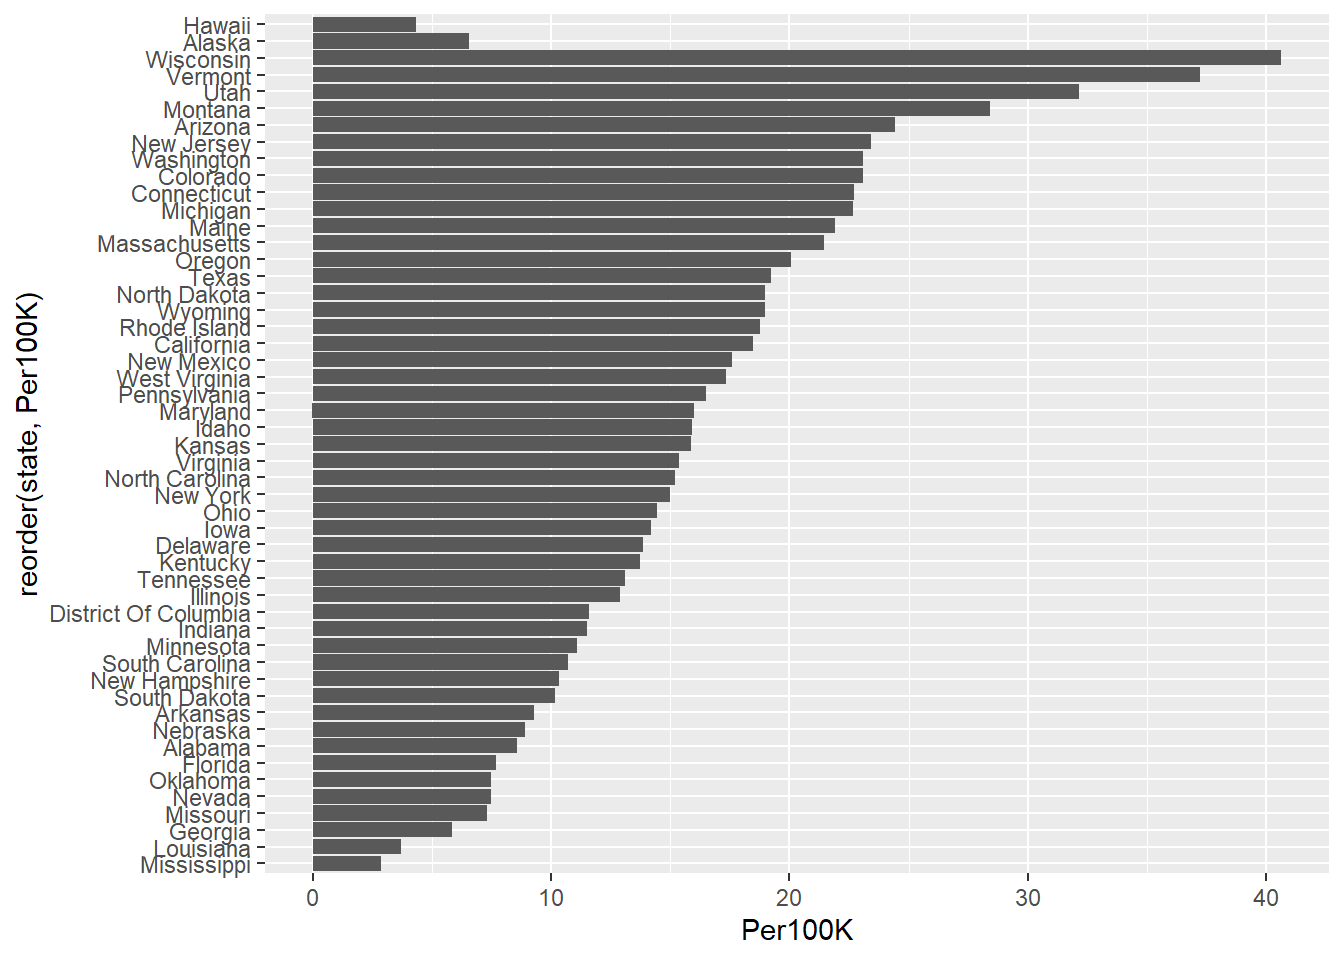 Hawaii
Alaska
Wisconsin
Vermont
Utah
Montana
Arizona
New Jersey
Washington
Colorado
Connecticut
Michigan
Maine
Massachusetts
Oregon
Texas
North Dakota
Wyoming
Rhode Island
California
New Mexico
West Virginia
Pennsylvania
Maryland
Idaho
Kansas
Virginia
North Carolina
New York
Ohio
Iowa
Delaware
Kentucky
Tennessee
Illinois
District Of Columbia
Indiana
Minnesota
South Carolina
New Hampshire
South Dakota
Arkansas
Nebraska
Alabama
Florida
Oklahoma
Nevada
Missouri
Georgia
Louisiana
Mississippi
reorder(state, Per100K)
0 10 20 30 40
Per100K